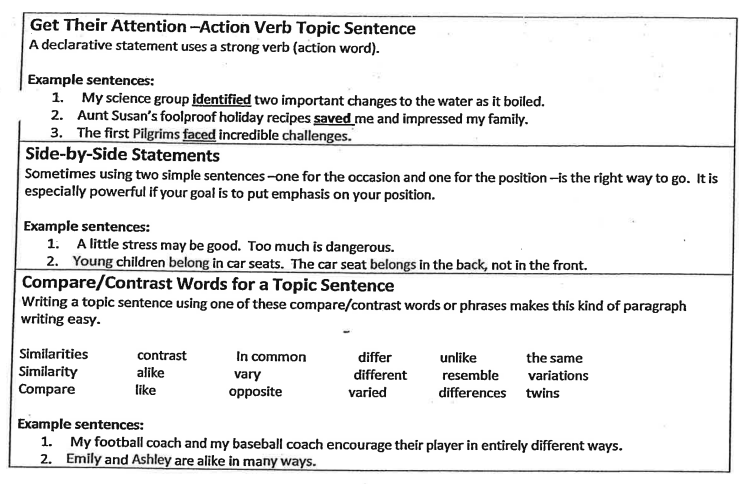 Get Their Attention –Action Verb Topic Sentence
A declarative statement uses a strong verb (action word).
Example sentences:
1. My science group identified two important changes to the water as it boiled.
2. Aunt Susan's foolproof holiday recipes saved me and impressed my family.
3. The first Pilgrims faced incredible challenges.
Side-by-Side Statements
Sometimes using two simple sentences –one for the occasion and one for the position –is the right way to go. It is
especially powerful if your goal is to put emphasis on your position.
Example sentences:
1. A little stress may be good. Too much is dangerous.
2. Young children belong in car seats. The car seat belongs in the back, not in the front.
Compare/Contrast Words for a Topic Sentence
Writing a topic sentence using one of these compare/contrast words or phrases makes this kind of paragraph
writing easy.
Similarities contrast In common differ unlike the same
Similarity alike vary different resemble variations
Compare like opposite varied differences twins
Example sentences:
1. My football coach and my baseball coach encourage their player in entirely different ways.
2. Emily and Ashley are alike in many ways.